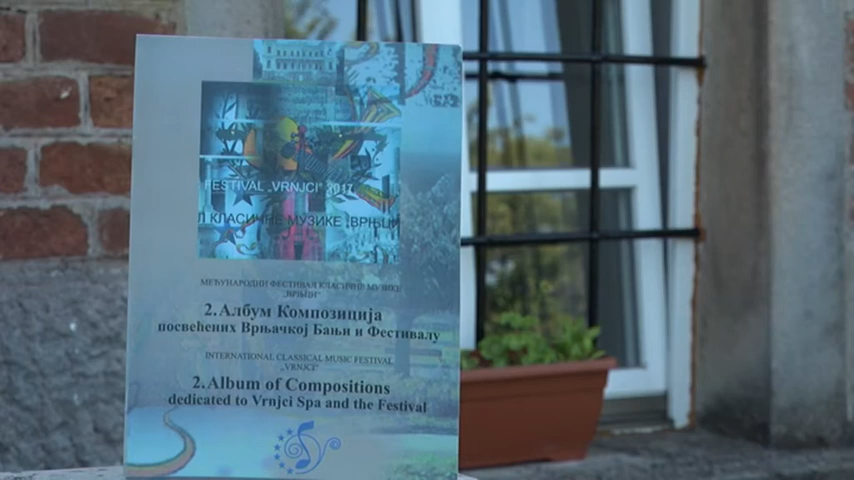 FESTIVAL „VRNJCI" 2017
Л КЛАСИЧНЕ МУЗИКЕ „ВРЊЦИ
МЕЂУНАРОДНИ ФЕСТИВАЛ КЛАСИЧНЕ МУЗИКЕ
„ВРЊЦИ"
2. Албум Композиција
посвећених Врњачкој Бањи и Фестивалу
INTERNATIONAL CLASSICAL MUSIC FESTIVAL
„VRNJCI"
2. Album of Compositions
dedicated to Vrnjci Spa and the Festival